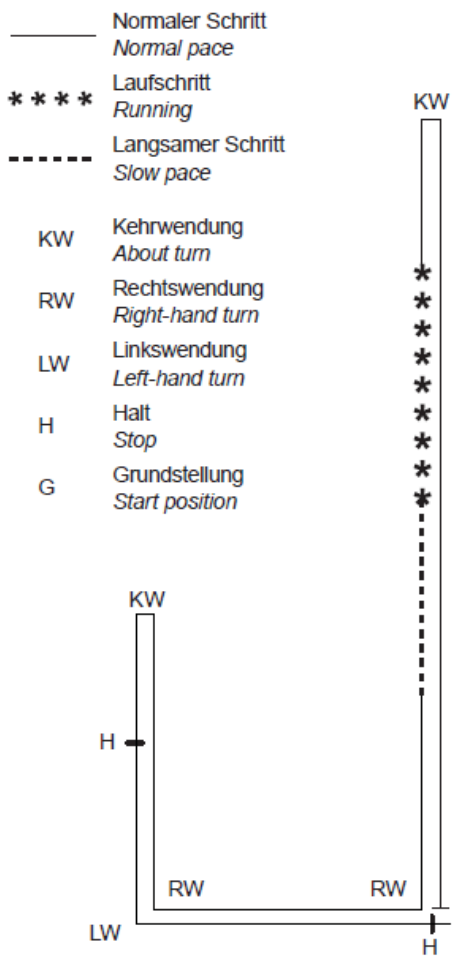 Normaler Schritt
Normal pace
**** Laufschritt
Running
Langsamer Schritt
Slow pace
KW Kehrwendung
About turn
RW Rechtswendung
Right-hand turn
LW Linkswendung
Left-hand turn
H Halt
Stop
G Grundstellung
Start position
KW
KW
H
RW RW
LW
H